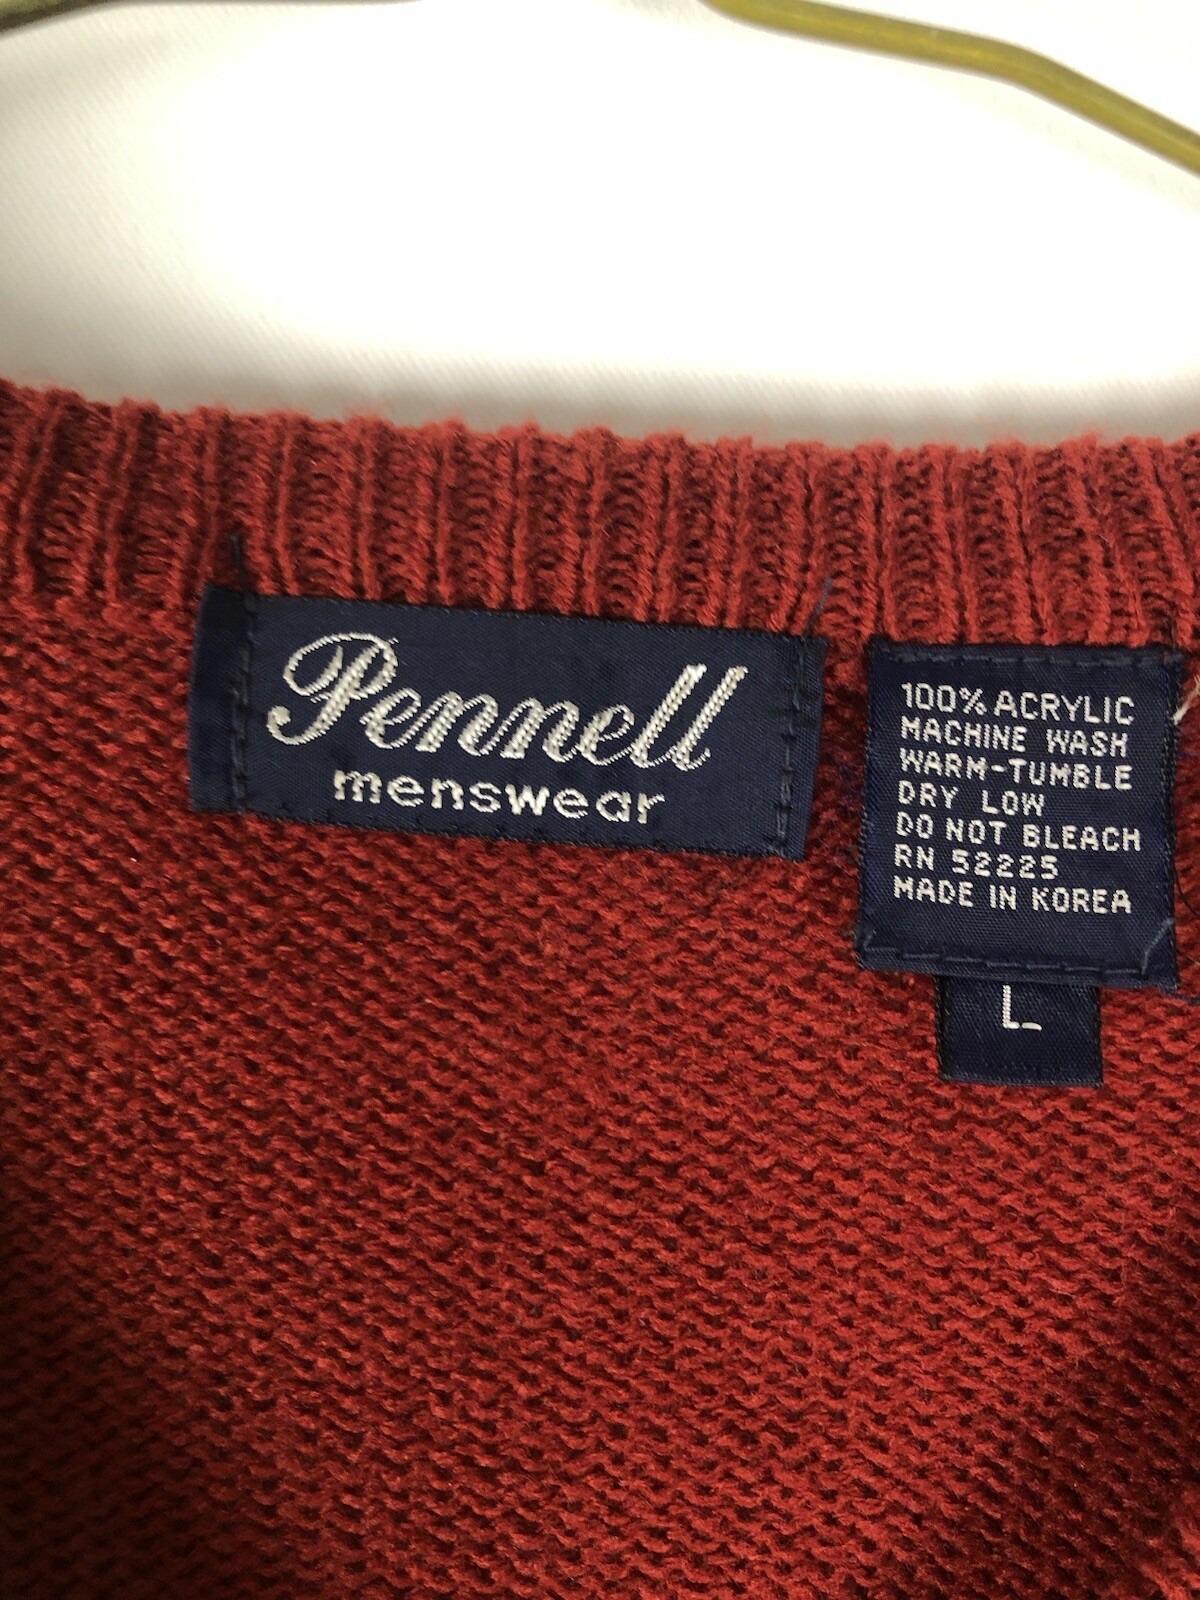 Pennell
menswear
100% ACRYLIC
MACHINE WASH
WARM-TUMBLE
DRY LOW
DO NOT BLEACH
RN 52225
MADE IN KOREA
L